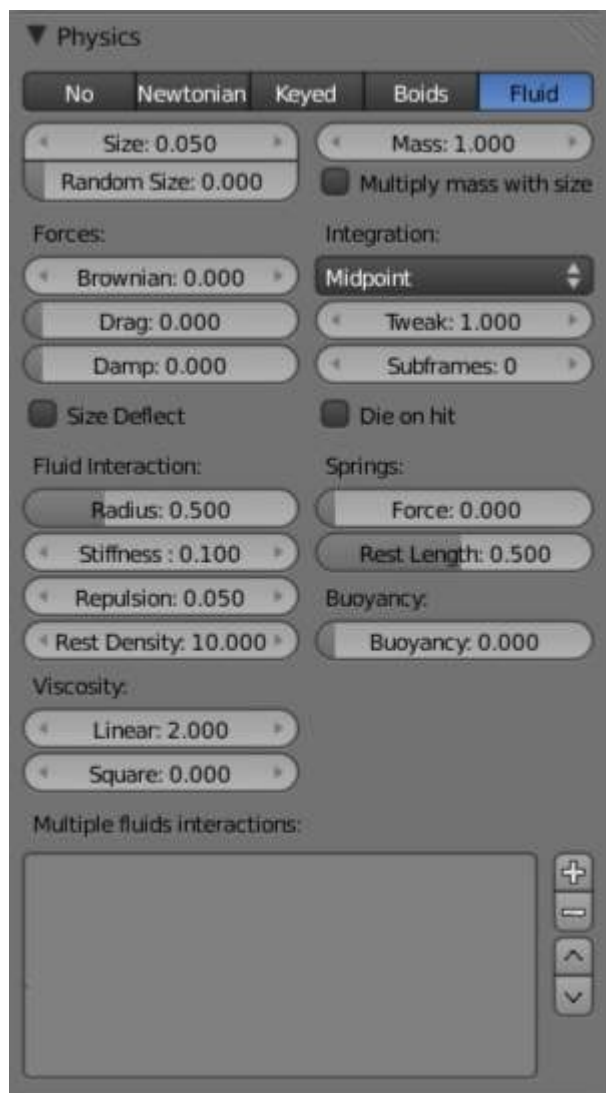 Physics
No Newtonian Keyed Boids Fluid
Size: 0.050 Mass: 1.000
Random Size: 0.000 Multiply mass with size
Forces: Integration:
Brownian: 0.000 Midpoint
Drag: 0.000 Tweak: 1.000
Damp: 0.000 Subframes: 0
Size Deflect Die on hit
Fluid Interaction: Springs:
Radius: 0.500 Force: 0.000
Stiffness : 0.100 Rest Length: 0.500
Repulsion: 0.050 Buoyancy:
Rest Density: 10.000 Buoyancy: 0.000
Viscosity:
Linear: 2.000
Square: 0.000
Multiple fluids interactions: